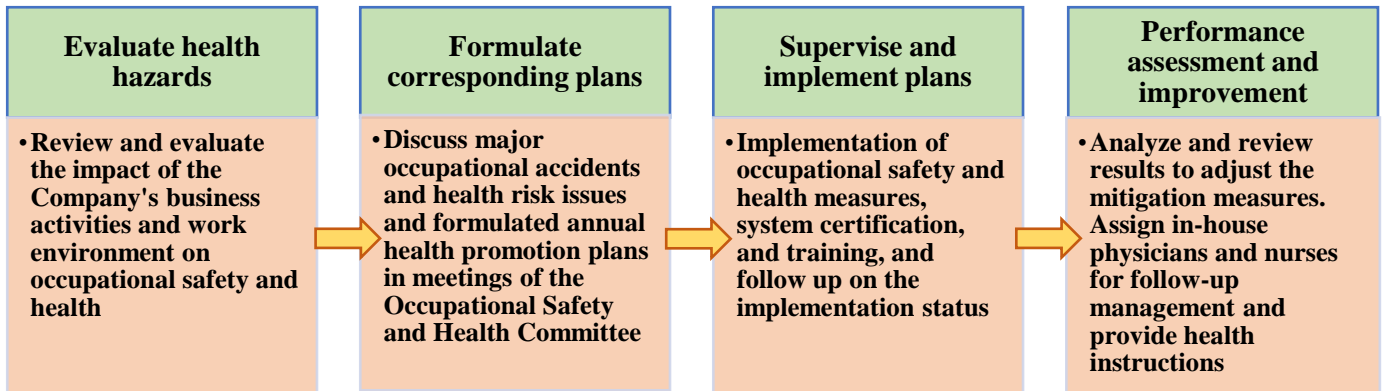 Evaluate health
hazards
• Review and evaluate
the impact of the
Company's business
activities and work
environment on
occupational safety and
health
Formulate
corresponding plans
• Discuss major
occupational accidents
and health risk issues
and formulated annual
health promotion plans
in meetings of the
Occupational Safety
and Health Committee
Supervise and
implement plans
• Implementation of
occupational safety and
health measures,
system certification,
and training, and
follow up on the
implementation status
Performance
assessment and
improvement
• Analyze and review
results to adjust the
mitigation measures.
Assign in-house
physicians and nurses
for follow-up
management and
provide health
instructions